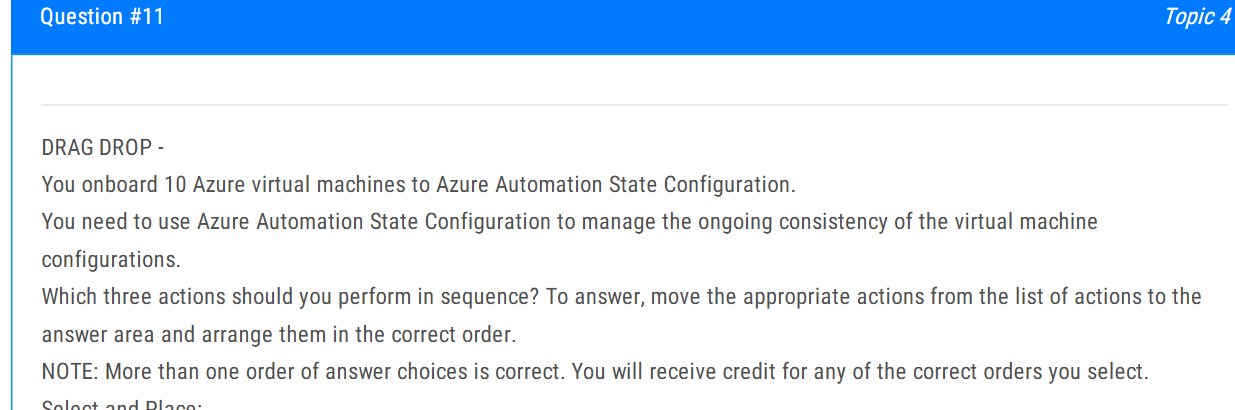 Question #11
Topic 4
DRAG DROP -
You onboard 10 Azure virtual machines to Azure Automation State Configuration.
You need to use Azure Automation State Configuration to manage the ongoing consistency of the virtual machine
configurations.
Which three actions should you perform in sequence? To answer, move the appropriate actions from the list of actions to the
answer area and arrange them in the correct order.
NOTE: More than one order of answer choices is correct. You will receive credit for any of the correct orders you select.
Select and Place: